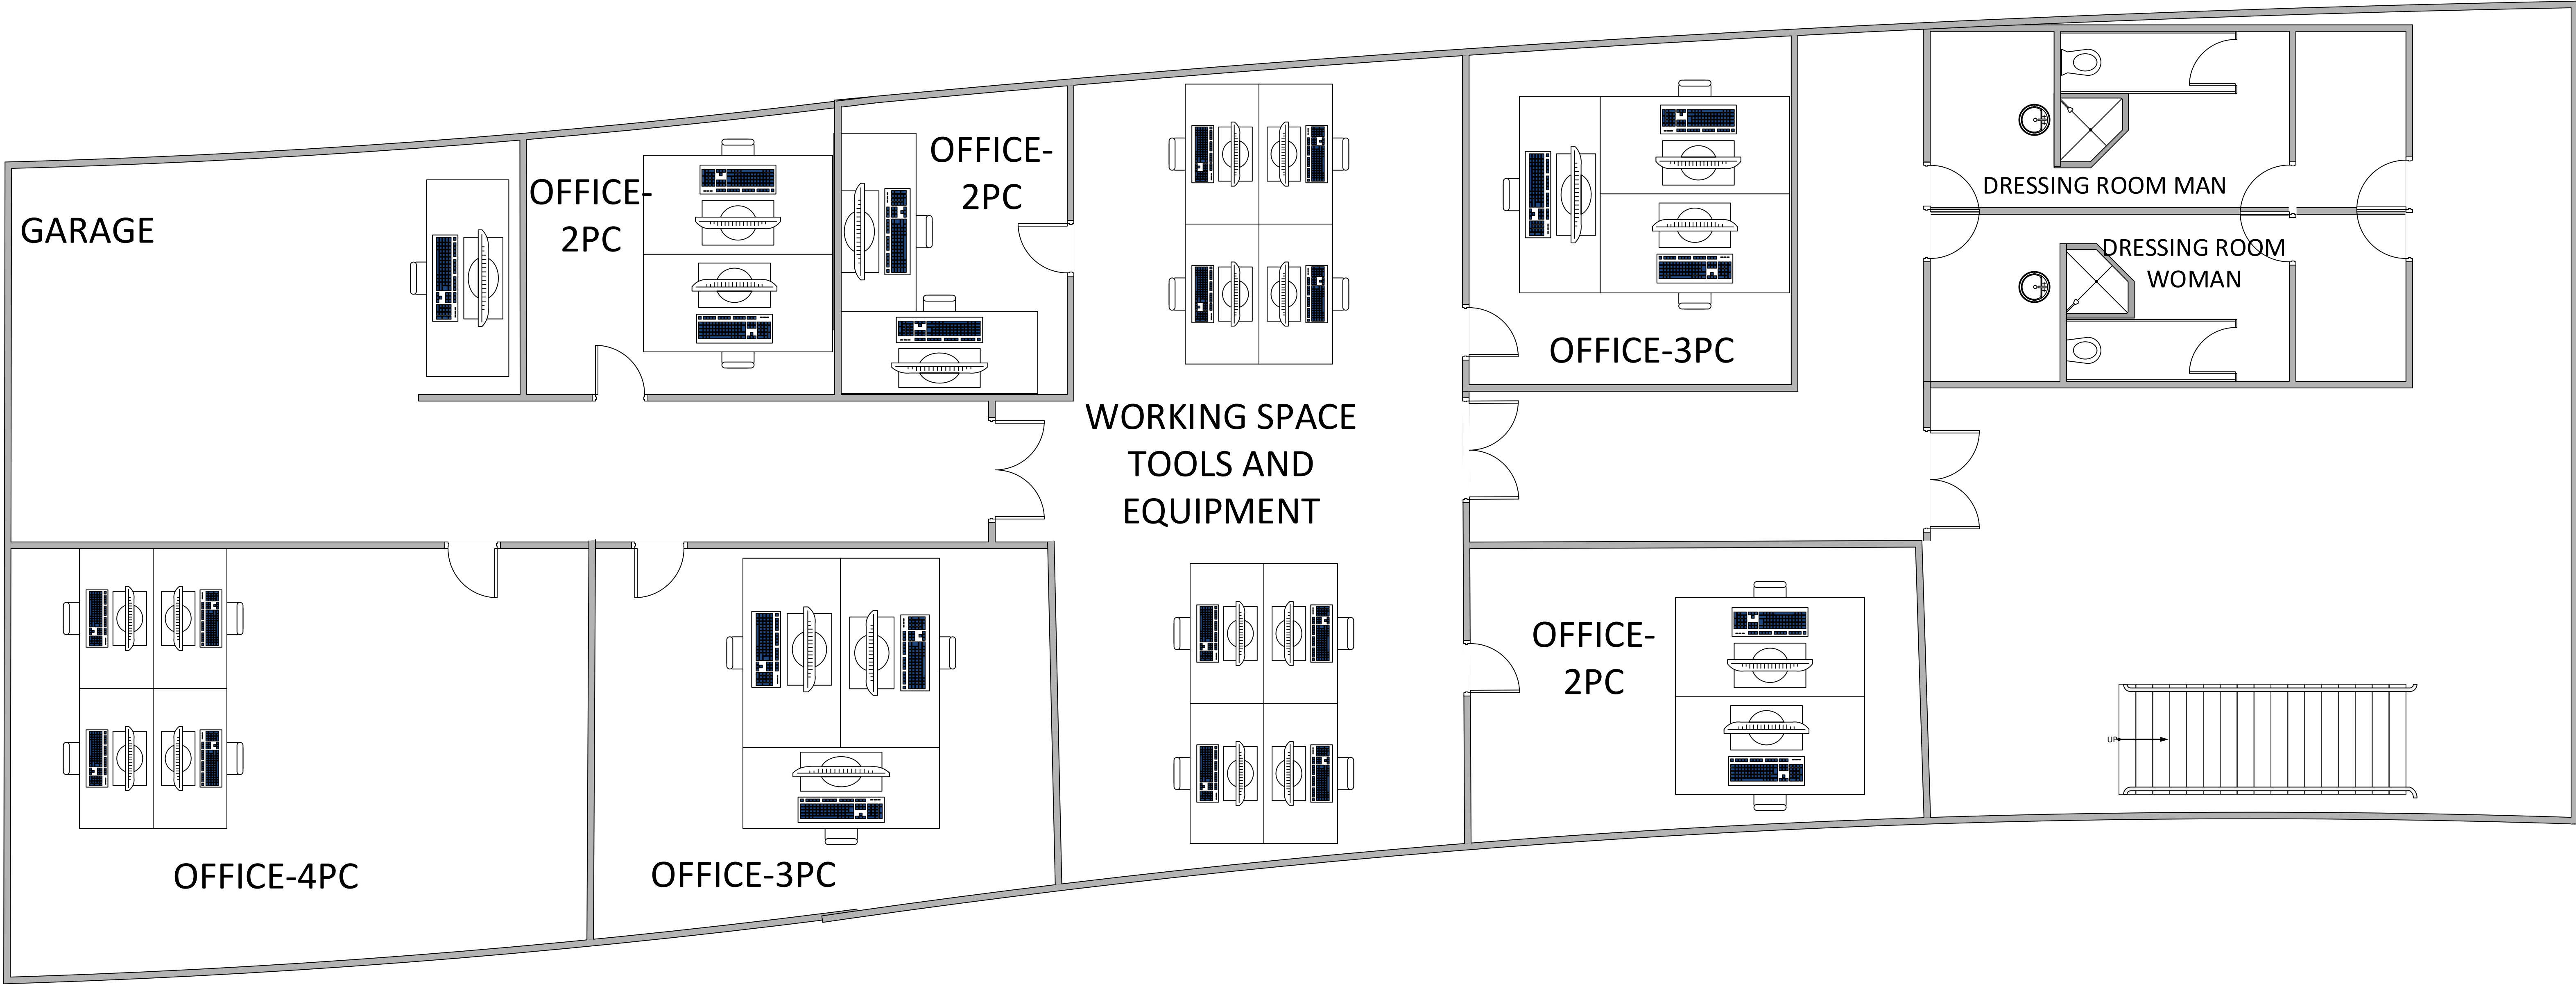 GARAGE
OFFICE-
2PC
OFFICE-
2PC
WORKING SPACE
TOOLS AND
EQUIPMENT
OFFICE-3PC
DRESSING ROOM MAN
DRESSING ROOM
WOMAN
OFFICE-4PC
OFFICE-3PC
OFFICE-
2PC
UP